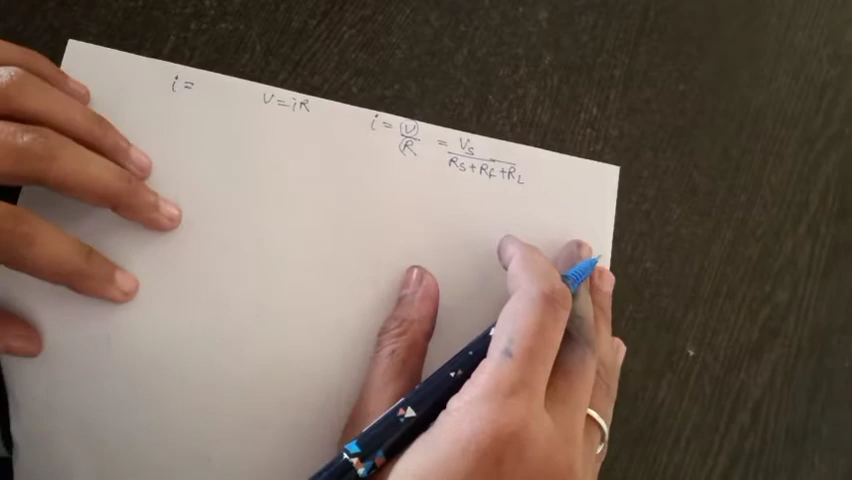 i =
V = iR
i = V/R = Vs/(Rs+Rf+RL)